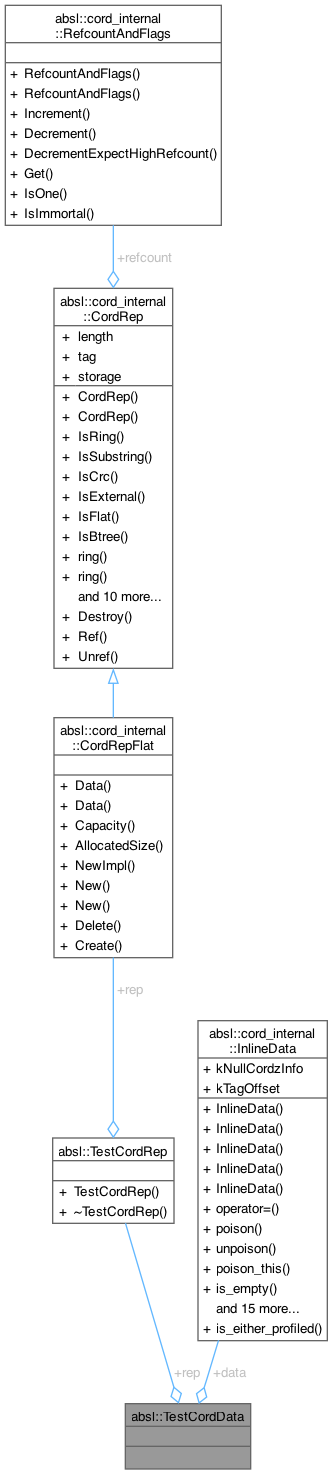 absl::cord_internal
::RefcountAndFlags
+ RefcountAndFlags()
+ RefcountAndFlags()
+ Increment()
+ Decrement()
+ DecrementExpectHighRefcount()
+ Get()
+ IsOne()
+ IsImmortal()
+refcount
absl::cord_internal
::CordRep
+ length
+ tag
+ storage
+ CordRep()
+ CordRep()
+ IsRing()
+ IsSubstring()
+ IsCrc()
+ IsExternal()
+ IsFlat()
+ IsBtree()
+ ring()
+ ring()
and 10 more...
+ Destroy()
+ Ref()
+ Unref()
absl::cord_internal
::CordRepFlat
+ Data()
+ Data()
+ Capacity()
+ AllocatedSize()
+ NewImpl()
+ New()
+ New()
+ Delete()
+ Create()
+rep
absl::cord_internal
::InlineData
+ kNullCordzInfo
+ kTagOffset
+ InlineData()
+ InlineData()
+ InlineData()
+ InlineData()
+ InlineData()
+ operator=()
+ poison()
+ unpoison()
+ poison_this()
+ is_empty()
and 15 more...
+ is_either_profiled()
absl::TestCordRep
+ TestCordRep()
+ ~TestCordRep()
+rep
+data
absl::TestCordData